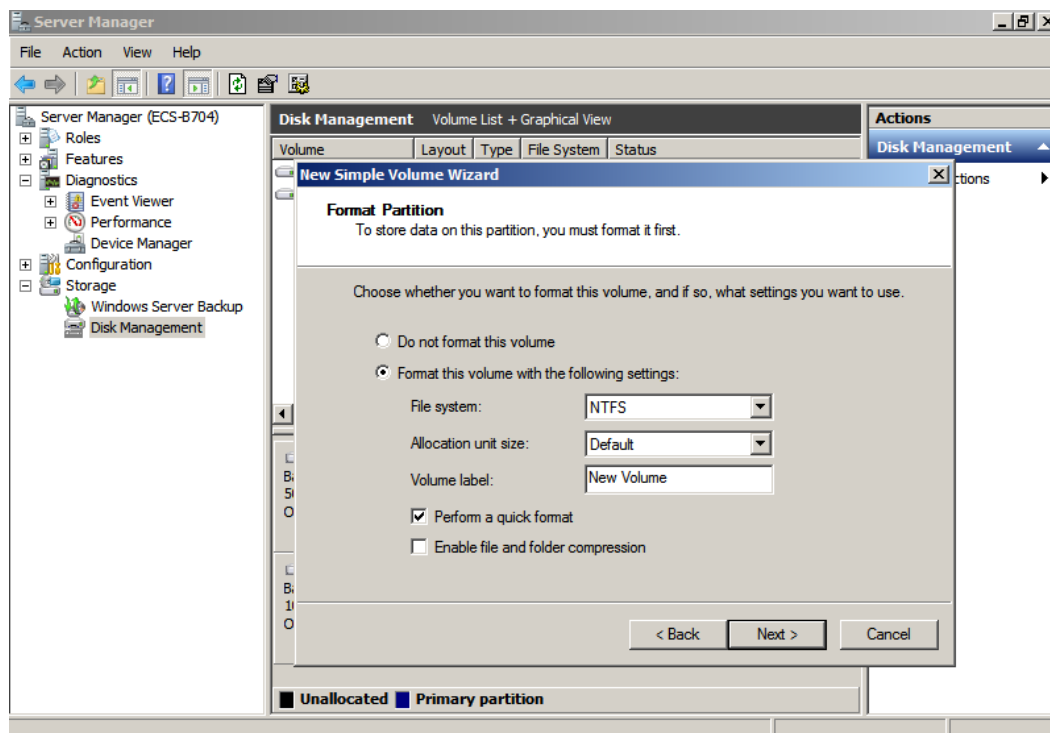 Server Manager
File Action View Help
Server Manager (ECS-B704)
Roles
Features
Diagnostics
Event Viewer
Performance
Device Manager
Configuration
Storage
Windows Server Backup
Disk Management
Disk Management Volume List + Graphical View
Volume Layout Type File System Status
Actions
Disk Management
ctions
New Simple Volume Wizard
Format Partition
To store data on this partition, you must format it first.
Choose whether you want to format this volume, and if so, what settings you want to use.
Do not format this volume
Format this volume with the following settings:
File system: NTFS
Allocation unit size: Default
Volume label: New Volume
Perform a quick format
Enable file and folder compression
< Back Next > Cancel
Unallocated Primary partition